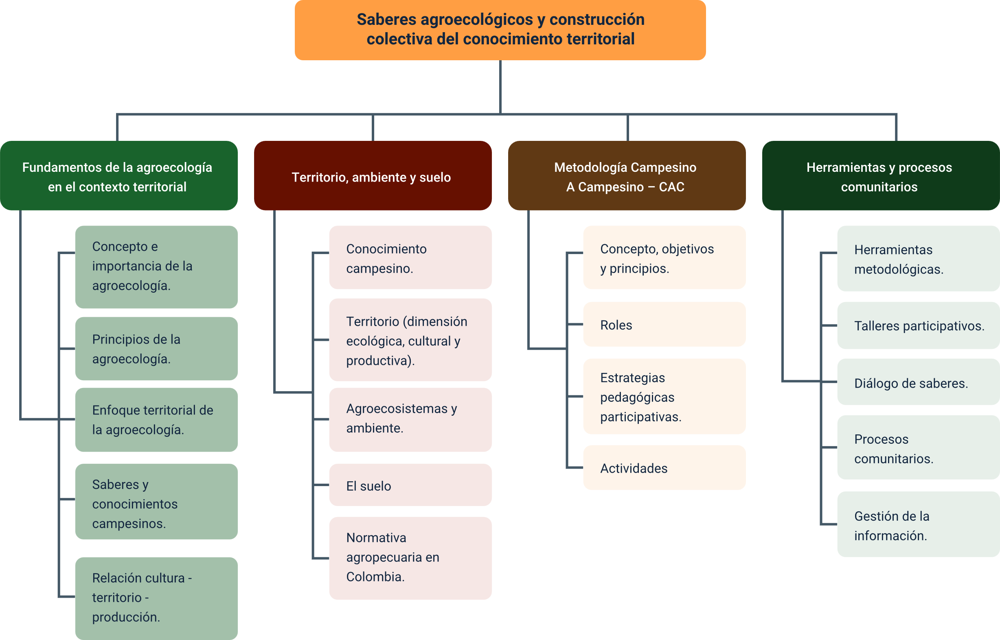 Saberes agroecológicos y construcción
colectiva del conocimiento territorial
Fundamentos de la agroecología
en el contexto territorial
Concepto e
importancia de la
agroecología.
Principios de la
agroecología.
Enfoque territorial de
la agroecología.
Saberes y
conocimientos
campesinos.
Relación cultura -
territorio -
producción.
Territorio, ambiente y suelo
Conocimiento
campesino.
Territorio (dimensión
ecológica, cultural y
productiva).
Agroecosistemas y
ambiente.
El suelo
Normativa
agropecuaria en
Colombia.
Metodología Campesino
A Campesino – CAC
Concepto, objetivos
y principios.
Roles
Estrategias
pedagógicas
participativas.
Actividades
Herramientas y procesos
comunitarios
Herramientas
metodológicas.
Talleres participativos.
Diálogo de saberes.
Procesos
comunitarios.
Gestión de la
información.